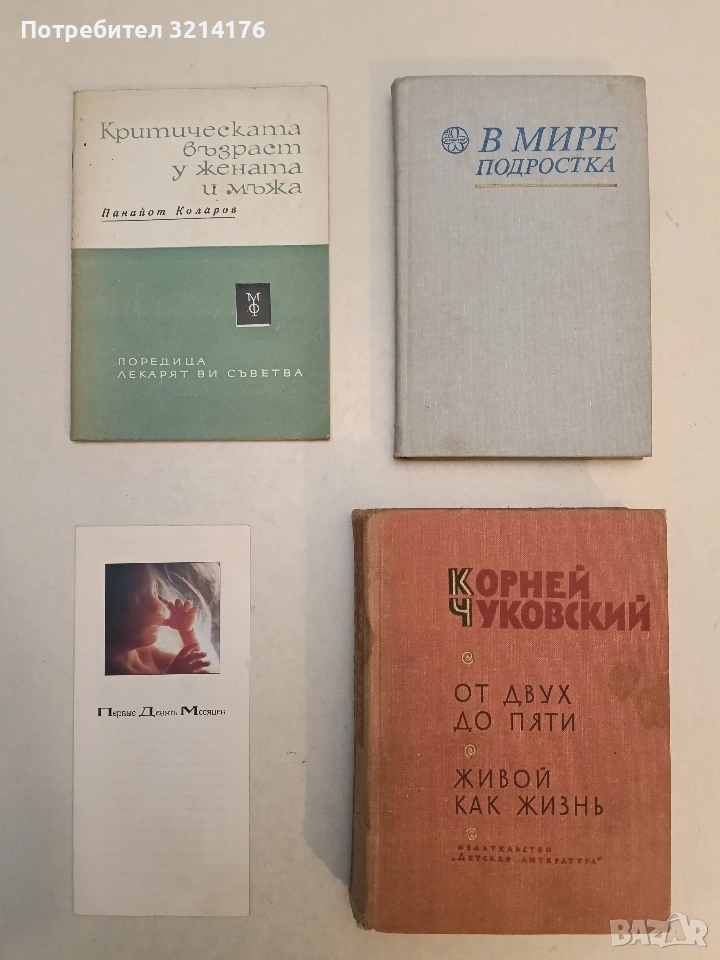 Потребител 3214176
Критическата
възраст
у жената
и мъжа
Панайот Коларов
МФ
ПОРЕДИЦА
ЛЕКАРЯТ ВИ СЪВЕТВА
В МИРЕ
ПОДРОСТКА
Первые Девять Месяцев
КОРНЕЙ
ЧУКОВСКИЙ
ОТ ДВУХ
ДО ПЯТИ
ЖИВОЙ
КАК ЖИЗНЬ
ИЗДАТЕЛЬСТВО
„ДЕТСКАЯ ЛИТЕРАТУРА"
BAZAR